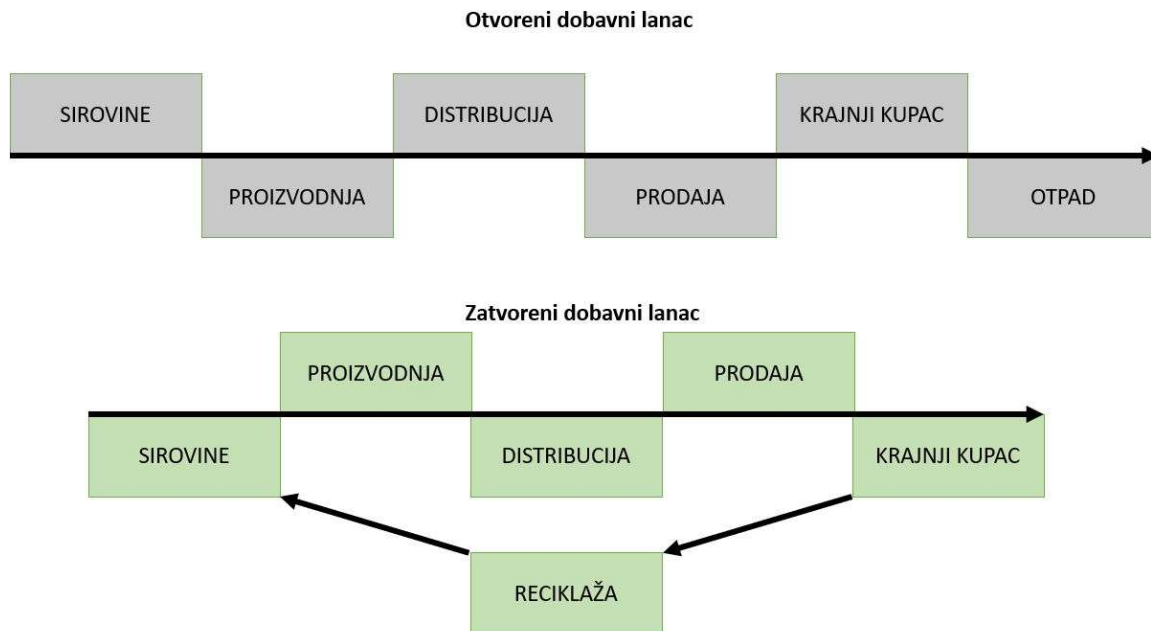 Otvoreni dobavni lanac
SIROVINE
PROIZVODNJA
DISTRIBUCIJA
PRODAJA
KRAJNJI KUPAC
OTPAD
Zatvoreni dobavni lanac
SIROVINE
PROIZVODNJA
DISTRIBUCIJA
PRODAJA
KRAJNJI KUPAC
RECIKLAŽA